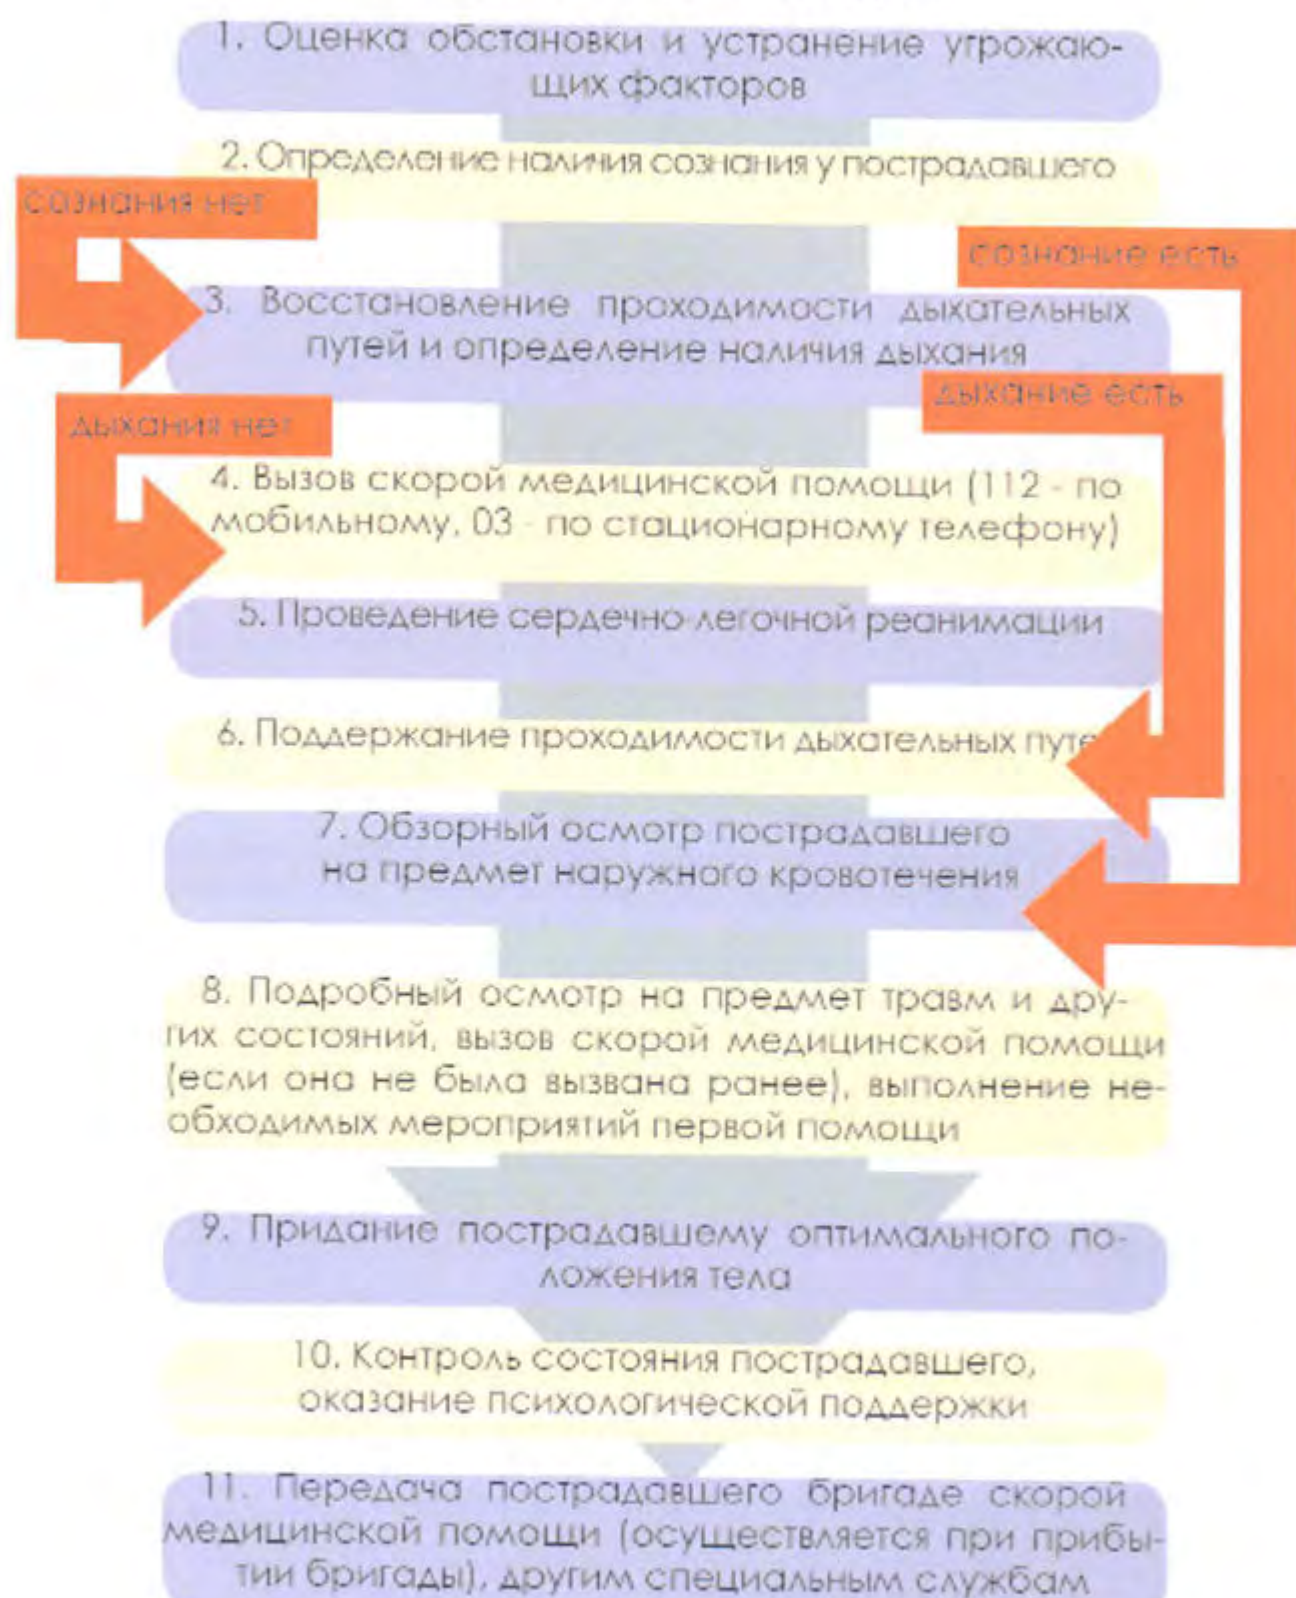 1. Оценка обстановки и устранение угрожаю-
щих факторов
2. Определение наличия сознания у пострадавшего
сознания нет
сознание есть
3. Восстановление проходимости дыхательных
путей и определение наличия дыхания
дыхание есть
дыхания нет
4. Вызов скорой медицинской помощи (112 - по
мобильному, 03 - по стационарному телефону)
5. Проведение сердечно-легочной реанимации
6. Поддержание проходимости дыхательных путе
7. Обзорный осмотр пострадавшего
на предмет наружного кровотечения
8. Подробный осмотр на предмет травм и дру-
гих состояний, вызов скорой медицинской помощи
(если она не была вызвана ранее), выполнение не-
обходимых мероприятий первой помощи
9. Придание пострадавшему оптимального по-
ложения тела
10. Контроль состояния пострадавшего,
оказание психологической поддержки
11. Передача пострадавшего бригаде скорой
медицинской помощи (осуществляется при прибы-
тии бригады), другим специальным службам